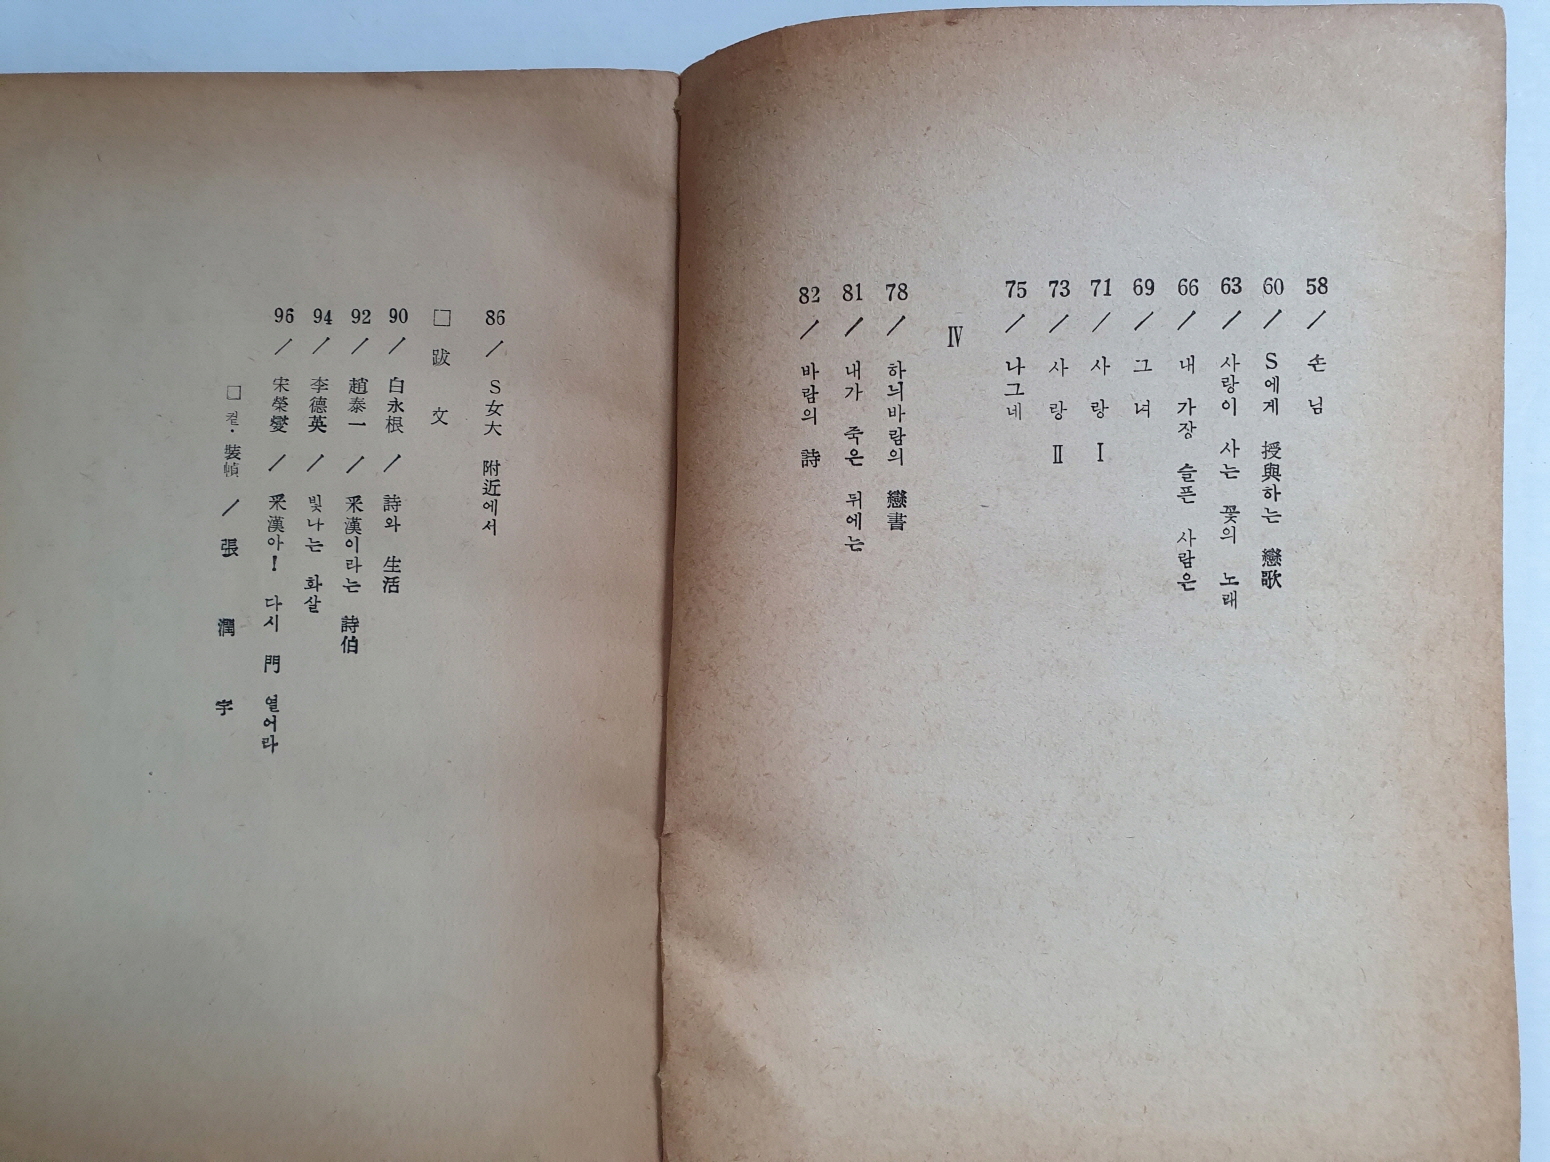 58 / 손 님
60 / S에게 授與하는 戀歌
63 / 사랑이 사는 꽃의 노래
66 / 내 가장 슬픈 사람은
69 / 그 녀
71 / 사 랑 Ⅰ
73 / 사 랑 Ⅱ
75 / 나그네
Ⅳ
78 / 하늬바람의 戀書
81 / 내가 죽은 뒤에는
82 / 바람의 詩
86 / S女大 附近에서
□ 跋 文
90 / 白永根 / 詩와 生活
92 / 趙泰一 / 采漢이라는 詩伯
94 / 李德英 / 빛나는 화살
96 / 宋榮燮 / 采漢아! 다시 門 열어라
□ 컽·裝幀 / 張 潤 宇